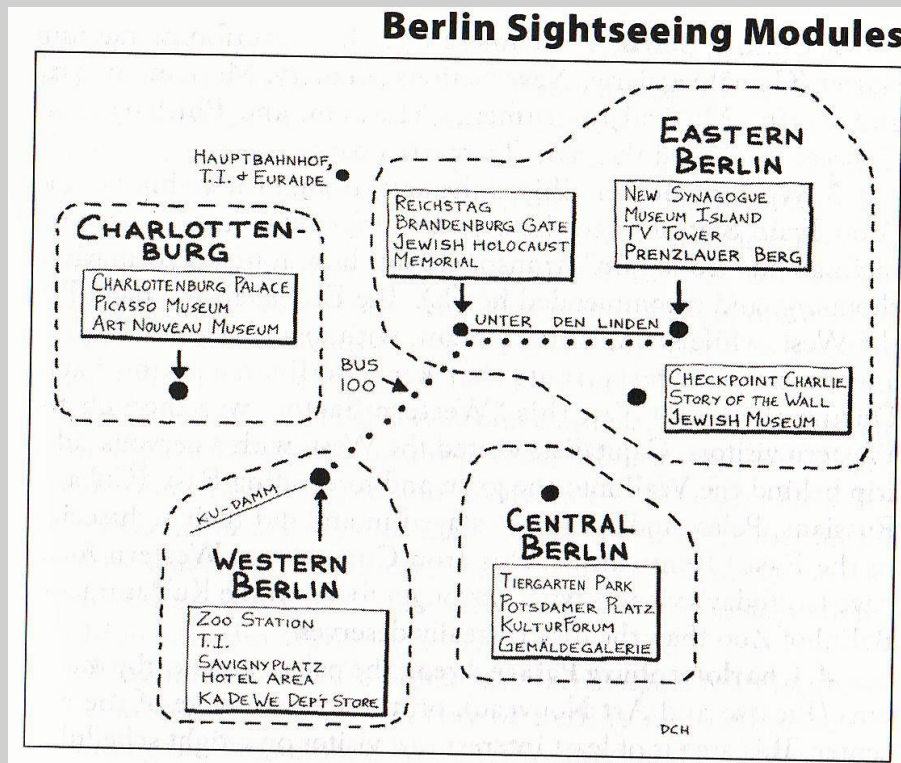 Berlin Sightseeing Modules
HAUPTBAHNHOF,
T.I. & EURAIDE
CHARLOTTEN-
BURG
CHARLOTTENBURG PALACE
PICASSO MUSEUM
ART NOUVEAU MUSEUM
EASTERN
BERLIN
REICHSTAG
BRANDENBURG GATE
JEWISH HOLOCAUST
MEMORIAL
NEW SYNAGOGUE
MUSEUM ISLAND
TV TOWER
PRENZLAUER BERG
UNTER DEN LINDEN
BUS
100
CHECKPOINT CHARLIE
STORY OF THE WALL
JEWISH MUSEUM
KU-DAMM
WESTERN
BERLIN
ZOO STATION
T.I.
SAVIGNYPLATZ
HOTEL AREA
KADEWE DEP'T STORE
CENTRAL
BERLIN
TIERGARTEN PARK
POTSDAMER PLATZ
KULTURFORUM
GEMÄLDEGALERIE
DCH